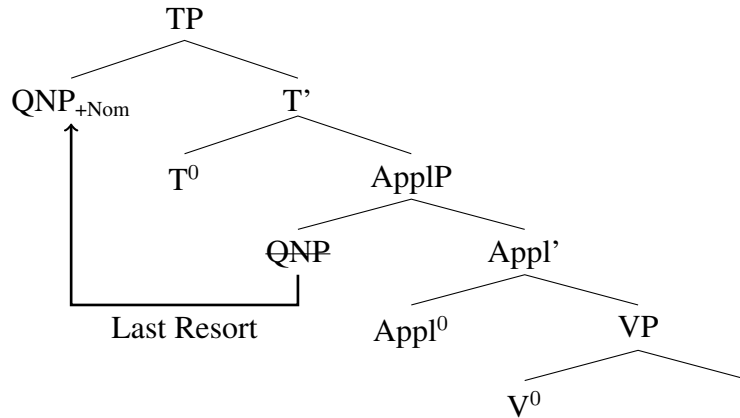 TP
QNP+Nom T’
T0 ApplP
QNP Appl’
Last Resort Appl0 VP
V0